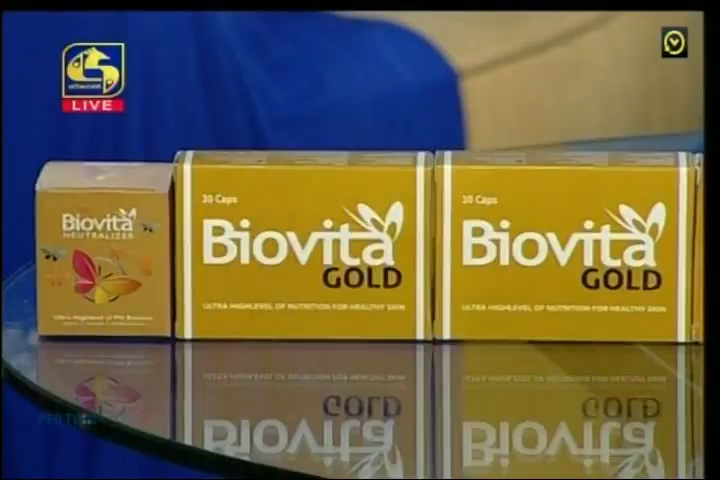 LIVE
Biovita
NEUTRALIZER
30 Caps
Biovita
GOLD
ULTRA HIGHLEVEL OF NUTRITION FOR HEALTHY SKIN
30 Caps
Biovita
GOLD
ULTRA HIGHLEVEL OF NUTRITION FOR HEALTHY SKIN